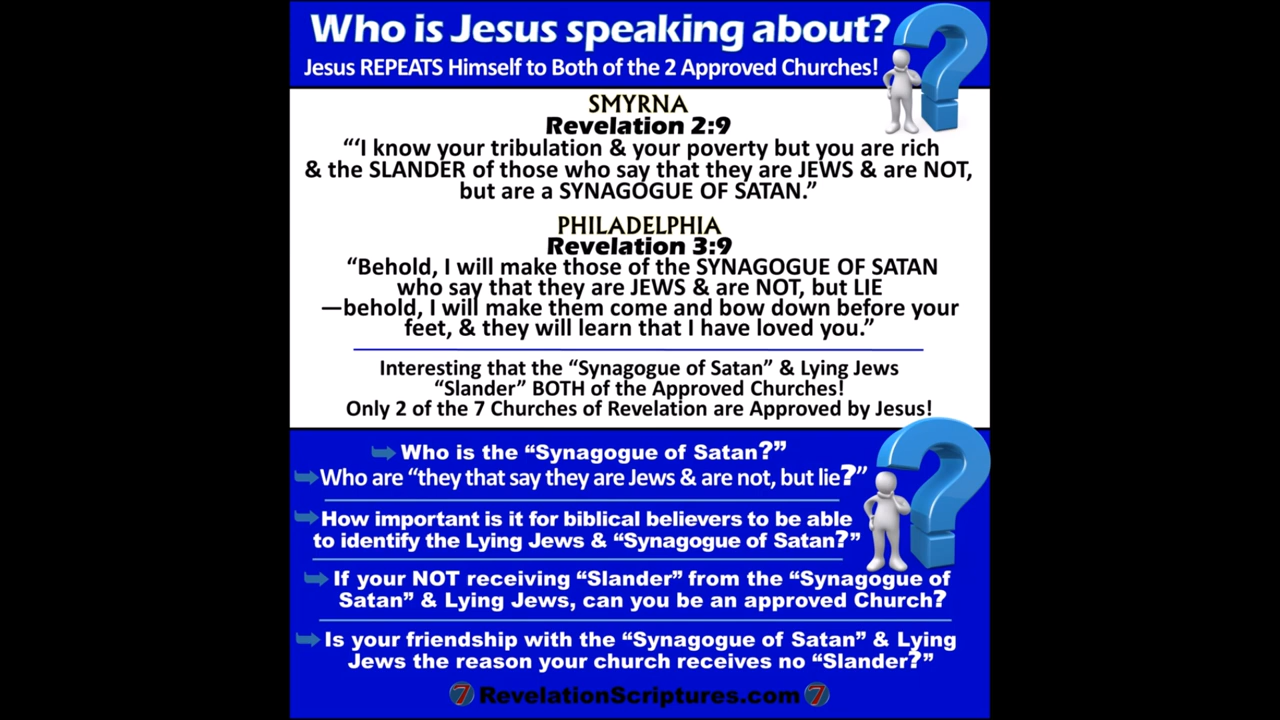 Who is Jesus speaking about?
Jesus REPEATS Himself to Both of the 2 Approved Churches!
SMYRNA
Revelation 2:9
“‘I know your tribulation & your poverty but you are rich
& the SLANDER of those who say that they are JEWS & are NOT,
but are a SYNAGOGUE OF SATAN.”
PHILADELPHIA
Revelation 3:9
“Behold, I will make those of the SYNAGOGUE OF SATAN
who say that they are JEWS & are NOT, but LIE
—behold, I will make them come and bow down before your
feet, & they will learn that I have loved you.”
Interesting that the “Synagogue of Satan” & Lying Jews
“Slander” BOTH of the Approved Churches!
Only 2 of the 7 Churches of Revelation are Approved by Jesus!
Who is the “Synagogue of Satan?”
Who are “they that say they are Jews & are not, but lie?”
How important is it for biblical believers to be able
to identify the Lying Jews & “Synagogue of Satan?”
If your NOT receiving “Slander” from the “Synagogue of
Satan” & Lying Jews, can you be an approved Church?
Is your friendship with the “Synagogue of Satan” & Lying
Jews the reason your church receives no “Slander?”
7 RevelationScriptures.com 7